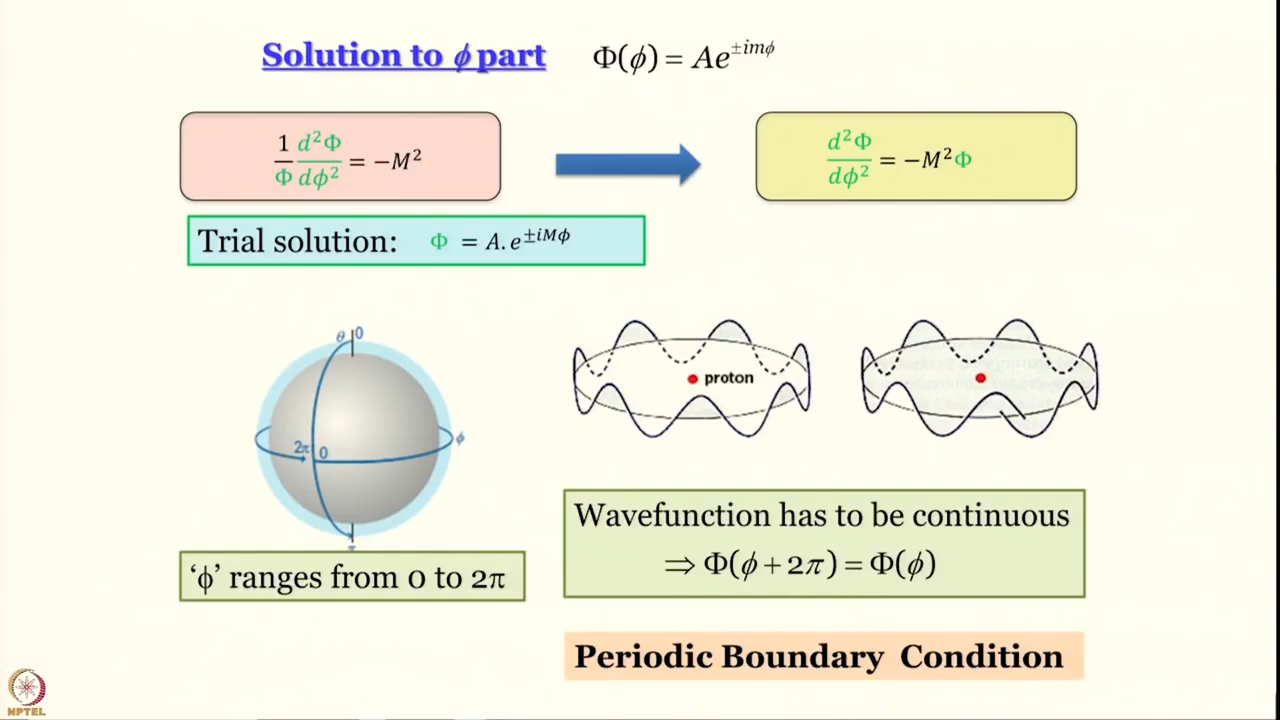 Solution to ϕ part Φ(ϕ) = Ae^{±imϕ}
1/Φ d²Φ/dϕ² = −M²
d²Φ/dϕ² = −M²Φ
Trial solution: Φ = A.e^{±iMϕ}
θ 0
2π 0 ϕ
π
proton
'ϕ' ranges from 0 to 2π
Wavefunction has to be continuous
⇒ Φ(ϕ + 2π) = Φ(ϕ)
Periodic Boundary Condition
NPTEL